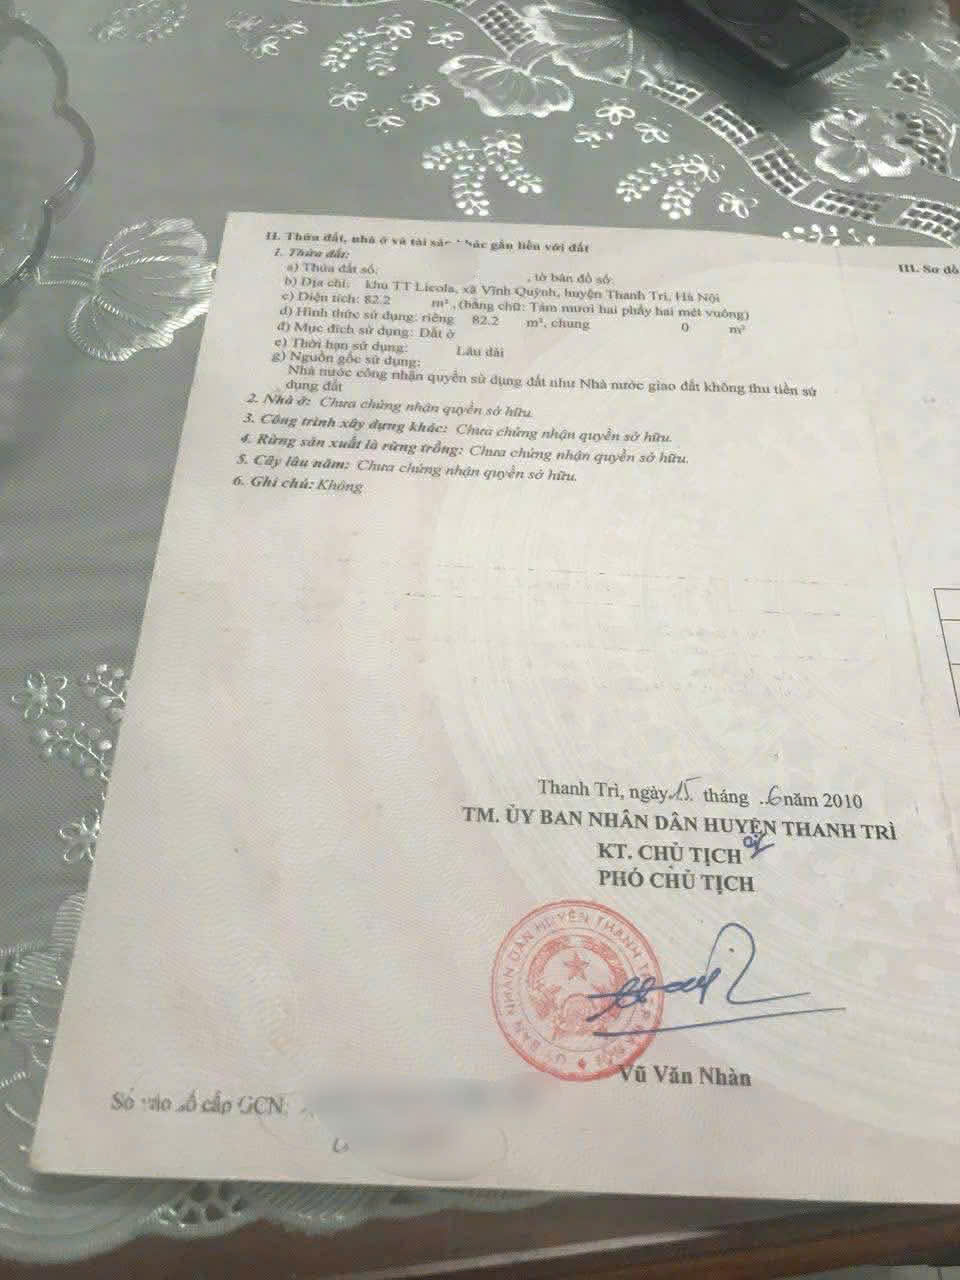 II. Thửa đất, nhà ở và tài sản khác gắn liền với đất
1. Thửa đất:
a) Thửa đất số: , tờ bản đồ số:
b) Địa chỉ: khu TT Licola, xã Vĩnh Quỳnh, huyện Thanh Trì, Hà Nội
c) Diện tích: 82.2 m², (bằng chữ: Tám mươi hai phẩy hai mét vuông)
d) Hình thức sử dụng: riêng 82.2 m², chung 0 m²
đ) Mục đích sử dụng: Đất ở
e) Thời hạn sử dụng: Lâu dài
g) Nguồn gốc sử dụng:
Nhà nước công nhận quyền sử dụng đất như Nhà nước giao đất không thu tiền sử
dụng đất
2. Nhà ở: Chưa chứng nhận quyền sở hữu.
3. Công trình xây dựng khác: Chưa chứng nhận quyền sở hữu.
4. Rừng sản xuất là rừng trồng: Chưa chứng nhận quyền sở hữu.
5. Cây lâu năm: Chưa chứng nhận quyền sở hữu.
6. Ghi chú: Không
III. Sơ đồ
Thanh Trì, ngày 15 tháng 6 năm 2010
TM. ỦY BAN NHÂN DÂN HUYỆN THANH TRÌ
KT. CHỦ TỊCH
PHÓ CHỦ TỊCH
ỦY BAN NHÂN DÂN HUYỆN THANH TRÌ
Vũ Văn Nhàn
Số vào sổ cấp GCN: